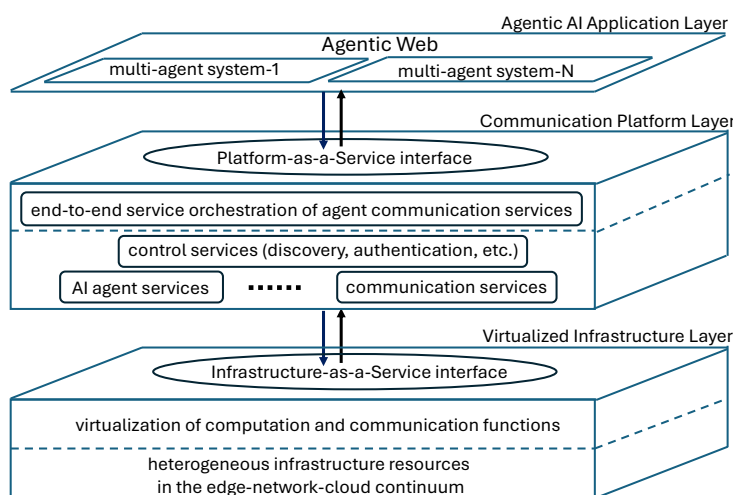 Agentic AI Application Layer
Agentic Web
multi-agent system-1
multi-agent system-N
Communication Platform Layer
Platform-as-a-Service interface
end-to-end service orchestration of agent communication services
control services (discovery, authentication, etc.)
AI agent services
······
communication services
Virtualized Infrastructure Layer
Infrastructure-as-a-Service interface
virtualization of computation and communication functions
heterogeneous infrastructure resources
in the edge-network-cloud continuum